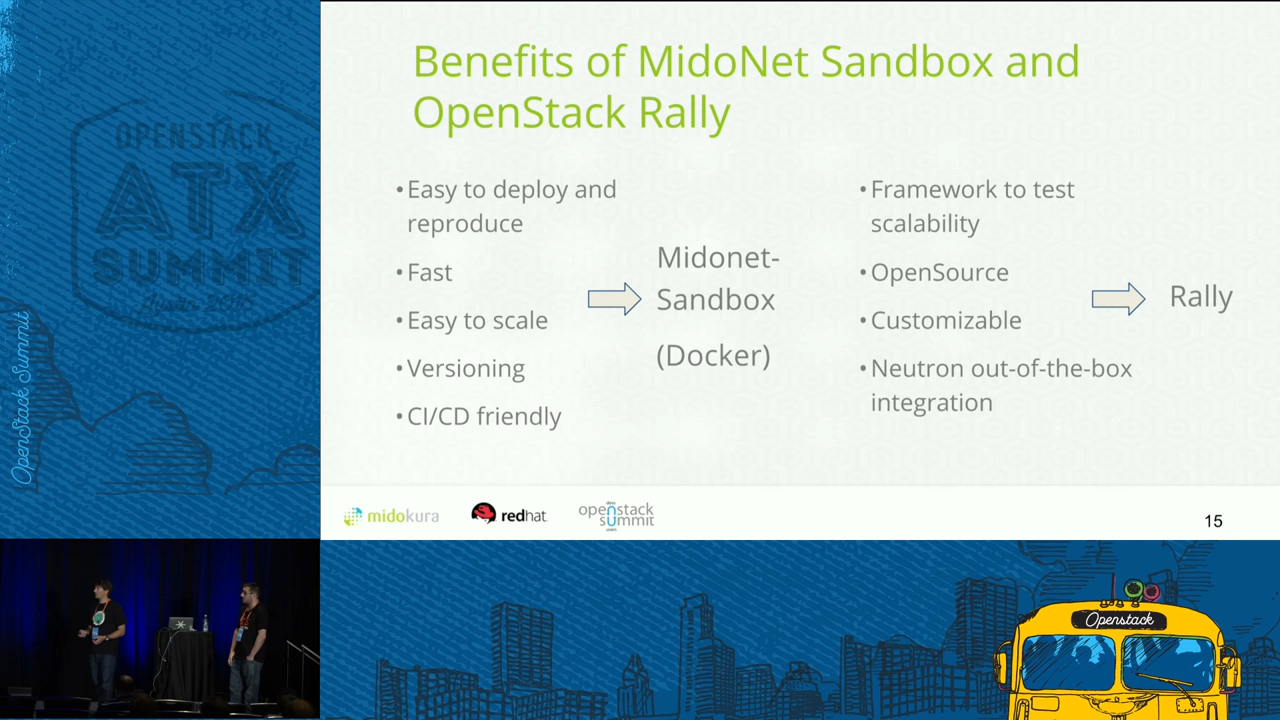 OPENSTACK
ATX
SUMMIT
Austin 2016
OpenStack Summit
Benefits of MidoNet Sandbox and
OpenStack Rally
• Easy to deploy and
reproduce
• Fast
• Easy to scale
• Versioning
• CI/CD friendly
Midonet-
Sandbox
(Docker)
• Framework to test
scalability
• OpenSource
• Customizable
• Neutron out-of-the-box
integration
Rally
midokura
redhat
openstack
summit
15
Openstack